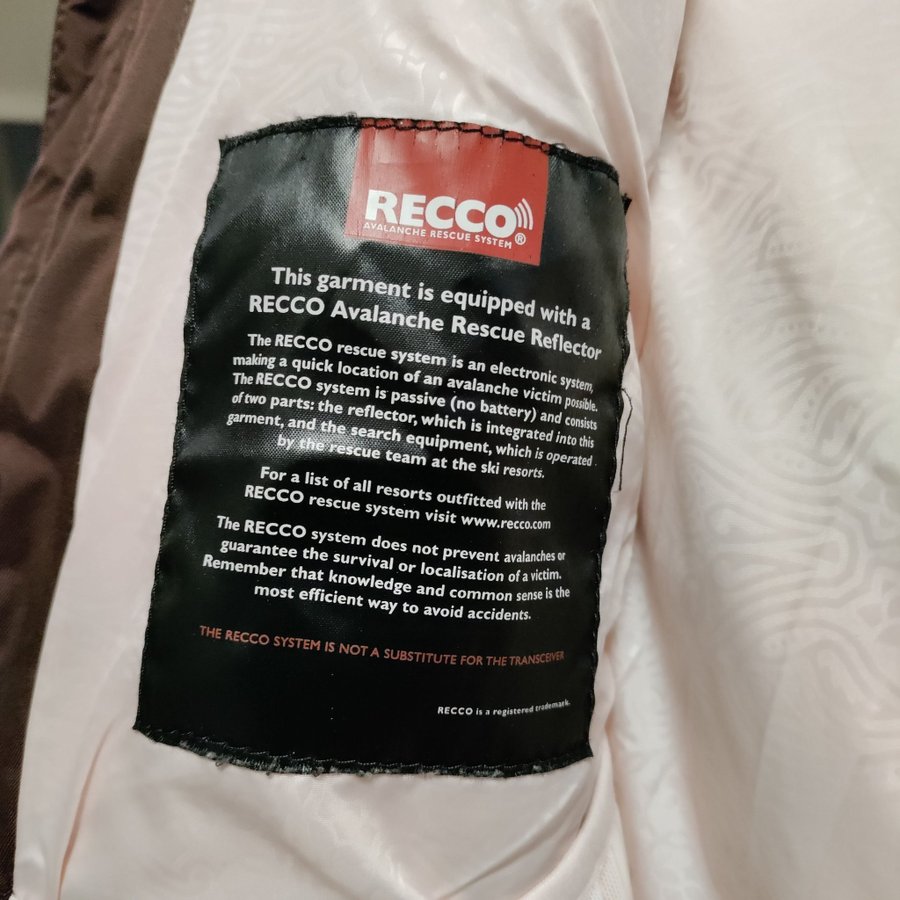 RECCO®
AVALANCHE RESCUE SYSTEM
This garment is equipped with a
RECCO Avalanche Rescue Reflector
The RECCO rescue system is an electronic system,
making a quick location of an avalanche victim possible.
The RECCO system is passive (no battery) and consists
of two parts: the reflector, which is integrated into this
garment, and the search equipment, which is operated
by the rescue team at the ski resorts.
For a list of all resorts outfitted with the
RECCO rescue system visit www.recco.com
The RECCO system does not prevent avalanches or
guarantee the survival or localisation of a victim.
Remember that knowledge and common sense is the
most efficient way to avoid accidents.
THE RECCO SYSTEM IS NOT A SUBSTITUTE FOR THE TRANSCEIVER
RECCO is a registered trademark.